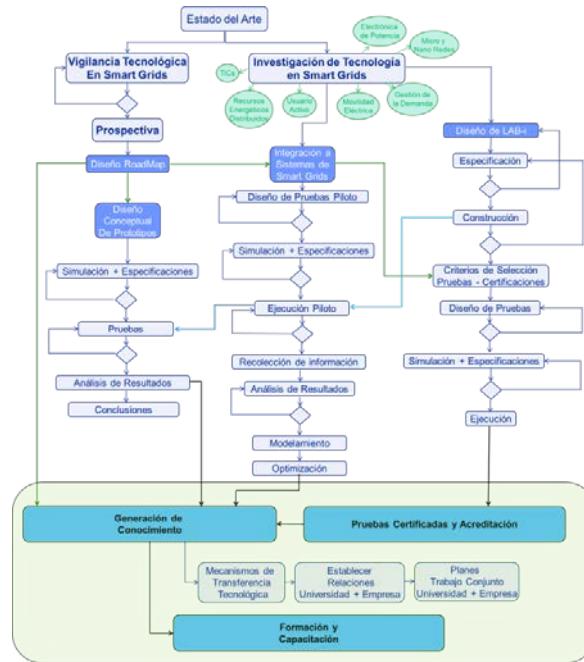 Estado del Arte
Vigilancia Tecnológica
En Smart Grids
Investigación de Tecnología
en Smart Grids
Electrónica
de Potencia
Micro y
Nano Redes
TICs
Recursos
Energéticos
Distribuidos
Usuario
Activo
Movilidad
Eléctrica
Gestión de
la Demanda
Prospectiva
Diseño RoadMap
Integración a
Sistemas de
Smart Grids
Diseño de LAB-i
Especificación
Diseño de Pruebas Piloto
Diseño
Conceptual
De Prototipos
Construcción
Simulación + Especificaciones
Simulación + Especificaciones
Criterios de Selección
Pruebas - Certificaciones
Pruebas
Ejecución Piloto
Diseño de Pruebas
Recolección de información
Simulación + Especificaciones
Análisis de Resultados
Análisis de Resultados
Conclusiones
Ejecución
Modelamiento
Optimización
Generación de
Conocimiento
Pruebas Certificadas y Acreditación
Mecanismos de
Transferencia
Tecnológica
Establecer
Relaciones
Universidad + Empresa
Planes
Trabajo Conjunto
Universidad + Empresa
Formación y
Capacitación